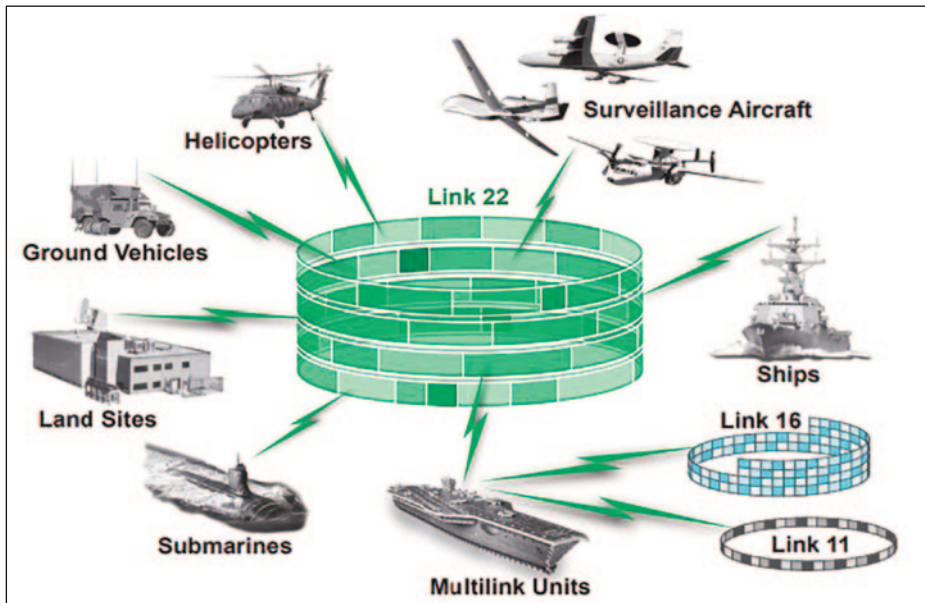 Surveillance Aircraft
Helicopters
Link 22
Ground Vehicles
Land Sites
Ships
Link 16
Submarines
Link 11
Multilink Units